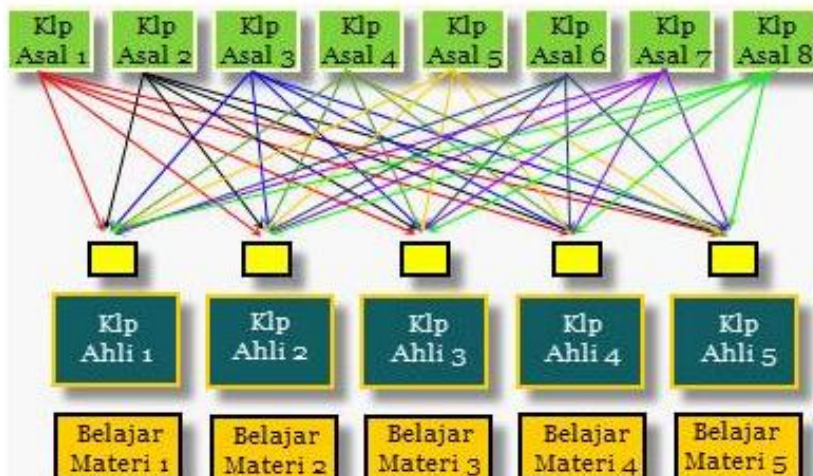 Klp
Asal 1
Klp
Asal 2
Klp
Asal 3
Klp
Asal 4
Klp
Asal 5
Klp
Asal 6
Klp
Asal 7
Klp
Asal 8
Klp
Ahli 1
Klp
Ahli 2
Klp
Ahli 3
Klp
Ahli 4
Klp
Ahli 5
Belajar
Materi 1
Belajar
Materi 2
Belajar
Materi 3
Belajar
Materi 4
Belajar
Materi 5